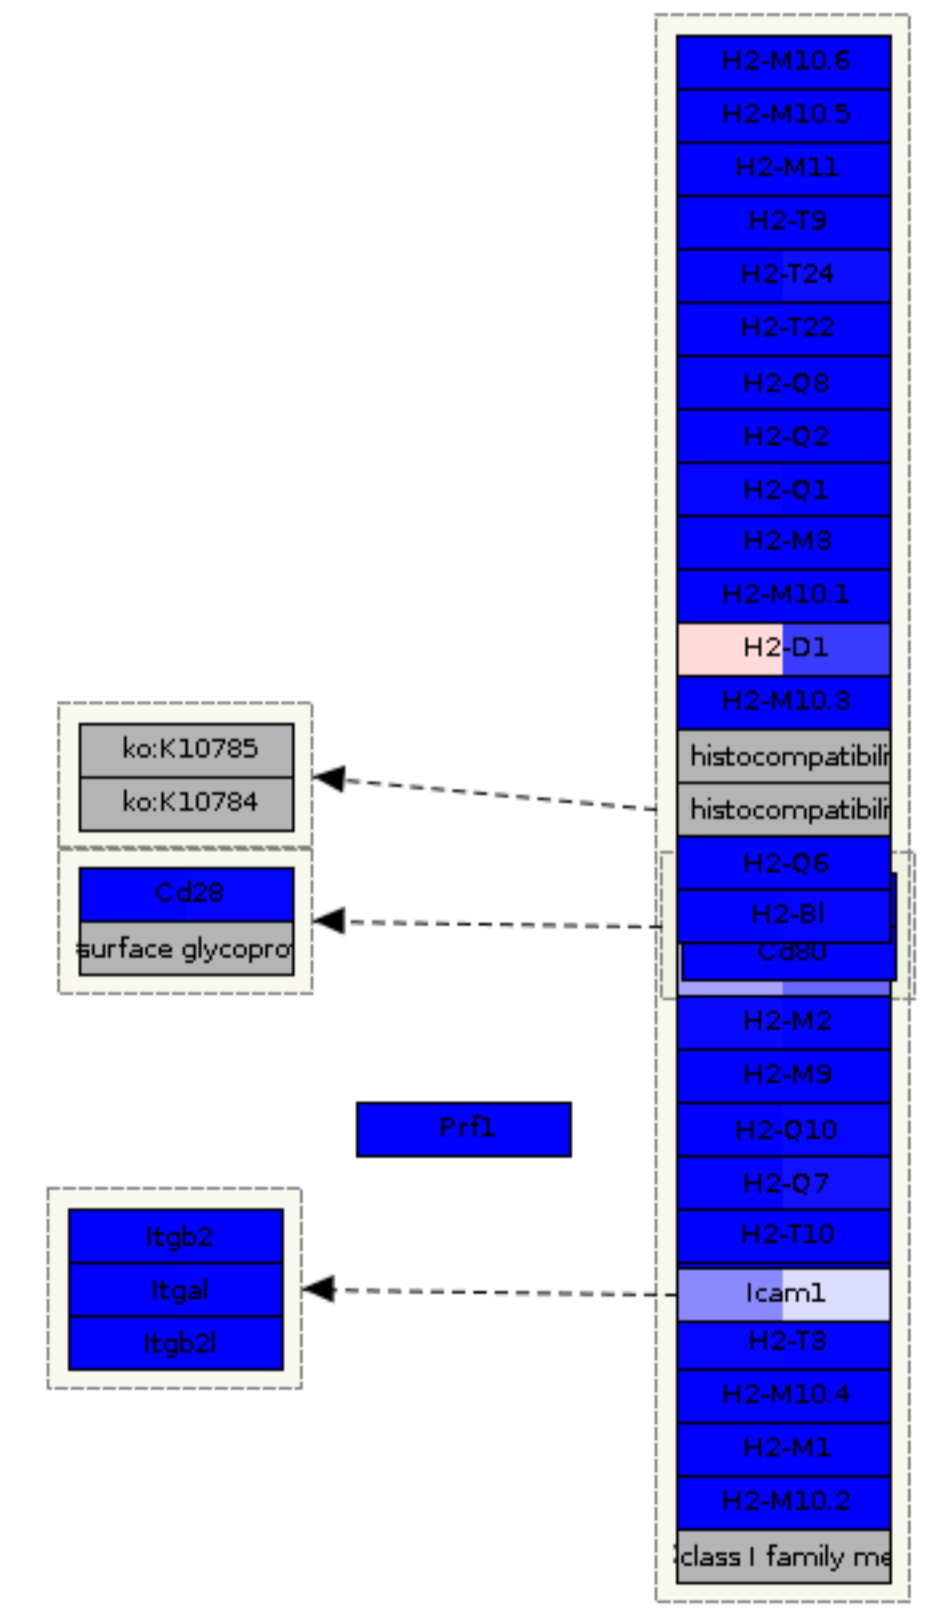 H2-M10.6
H2-M10.5
H2-M11
H2-T9
H2-T24
H2-T22
H2-Q8
H2-Q2
H2-Q1
H2-M3
H2-M10.1
H2-D1
H2-M10.3
histocompatibili
histocompatibili
H2-Q6
H2-Bl
Cd80
H2-M2
H2-M9
H2-Q10
H2-Q7
H2-T10
Icam1
H2-T3
H2-M10.4
H2-M1
H2-M10.2
class I family me
ko:K10785
ko:K10784
Cd28
surface glycopro
Prf1
Itgb2
Itgal
Itgb2l